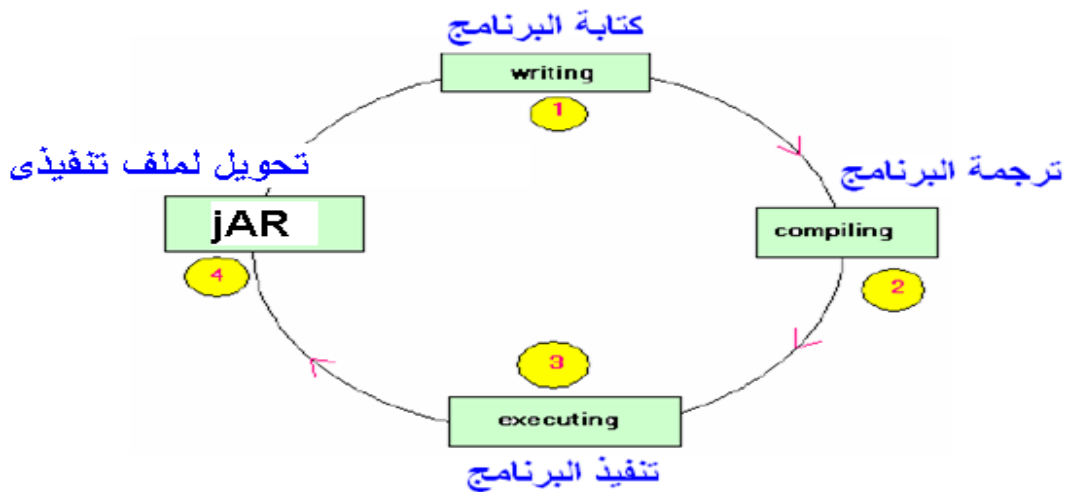 كتابة البرنامج
writing
1
ترجمة البرنامج
compiling
2
3
executing
تنفيذ البرنامج
تحويل لملف تنفيذى
jAR
4